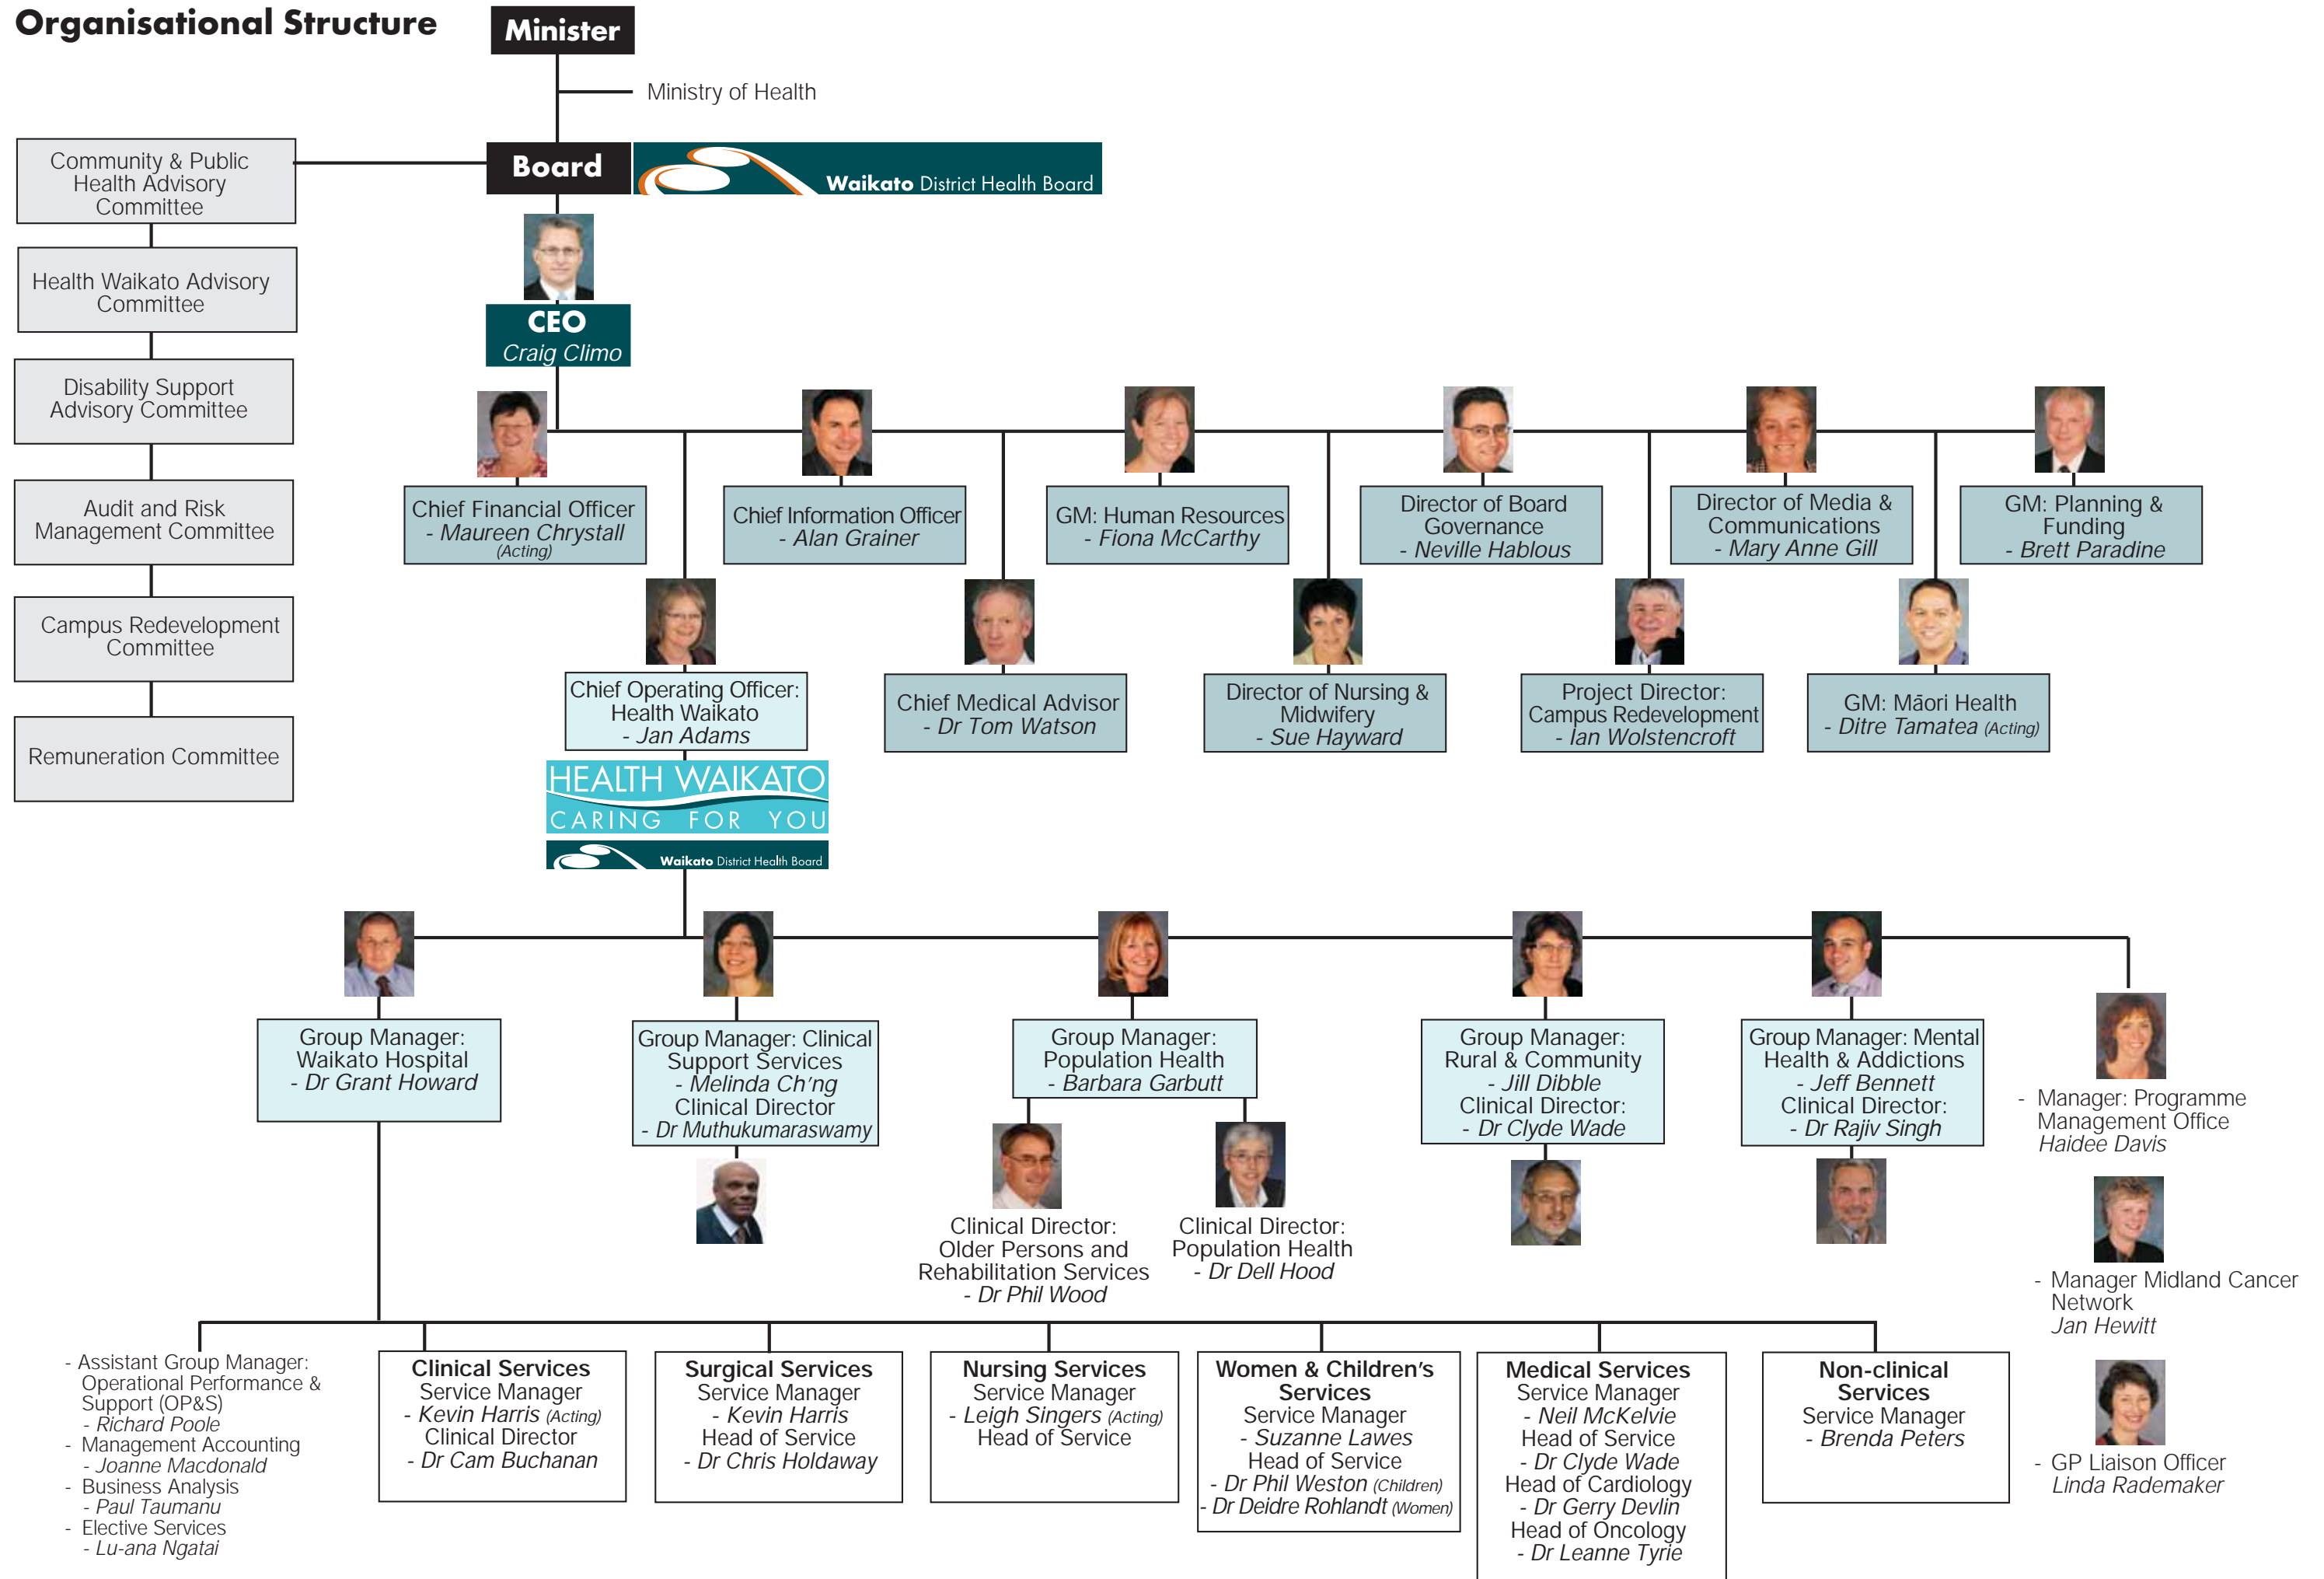 Organisational Structure
Minister
Ministry of Health
Board
Waikato District Health Board
Community & Public
Health Advisory
Committee
Health Waikato Advisory
Committee
Disability Support
Advisory Committee
Audit and Risk
Management Committee
Campus Redevelopment
Committee
Remuneration Committee
CEO
Craig Climo
Chief Financial Officer
- Maureen Chrystall
(Acting)
Chief Information Officer
- Alan Grainer
GM: Human Resources
- Fiona McCarthy
Director of Board
Governance
- Neville Hablous
Director of Media &
Communications
- Mary Anne Gill
GM: Planning &
Funding
- Brett Paradine
Chief Operating Officer:
Health Waikato
- Jan Adams
Chief Medical Advisor
- Dr Tom Watson
Director of Nursing &
Midwifery
- Sue Hayward
Project Director:
Campus Redevelopment
- Ian Wolstencroft
GM: Māori Health
- Ditre Tamatea (Acting)
HEALTH WAIKATO
CARING FOR YOU
Waikato District Health Board
Group Manager:
Waikato Hospital
- Dr Grant Howard
Group Manager: Clinical
Support Services
- Melinda Ch'ng
Clinical Director
- Dr Muthukumaraswamy
Group Manager:
Population Health
- Barbara Garbutt
Clinical Director:
Older Persons and
Rehabilitation Services
- Dr Phil Wood
Clinical Director:
Population Health
- Dr Dell Hood
Group Manager:
Rural & Community
- Jill Dibble
Clinical Director:
- Dr Clyde Wade
Group Manager: Mental
Health & Addictions
- Jeff Bennett
Clinical Director:
- Dr Rajiv Singh
- Manager: Programme
Management Office
Haidee Davis
- Manager Midland Cancer
Network
Jan Hewitt
- GP Liaison Officer
Linda Rademaker
- Assistant Group Manager:
Operational Performance &
Support (OP&S)
- Richard Poole
- Management Accounting
- Joanne Macdonald
- Business Analysis
- Paul Taumanu
- Elective Services
- Lu-ana Ngatai
Clinical Services
Service Manager
- Kevin Harris (Acting)
Clinical Director
- Dr Cam Buchanan
Surgical Services
Service Manager
- Kevin Harris
Head of Service
- Dr Chris Holdaway
Nursing Services
Service Manager
- Leigh Singers (Acting)
Head of Service
Women & Children's
Services
Service Manager
- Suzanne Lawes
Head of Service
- Dr Phil Weston (Children)
- Dr Deidre Rohlandt (Women)
Medical Services
Service Manager
- Neil McKelvie
Head of Service
- Dr Clyde Wade
Head of Cardiology
- Dr Gerry Devlin
Head of Oncology
- Dr Leanne Tyrie
Non-clinical
Services
Service Manager
- Brenda Peters